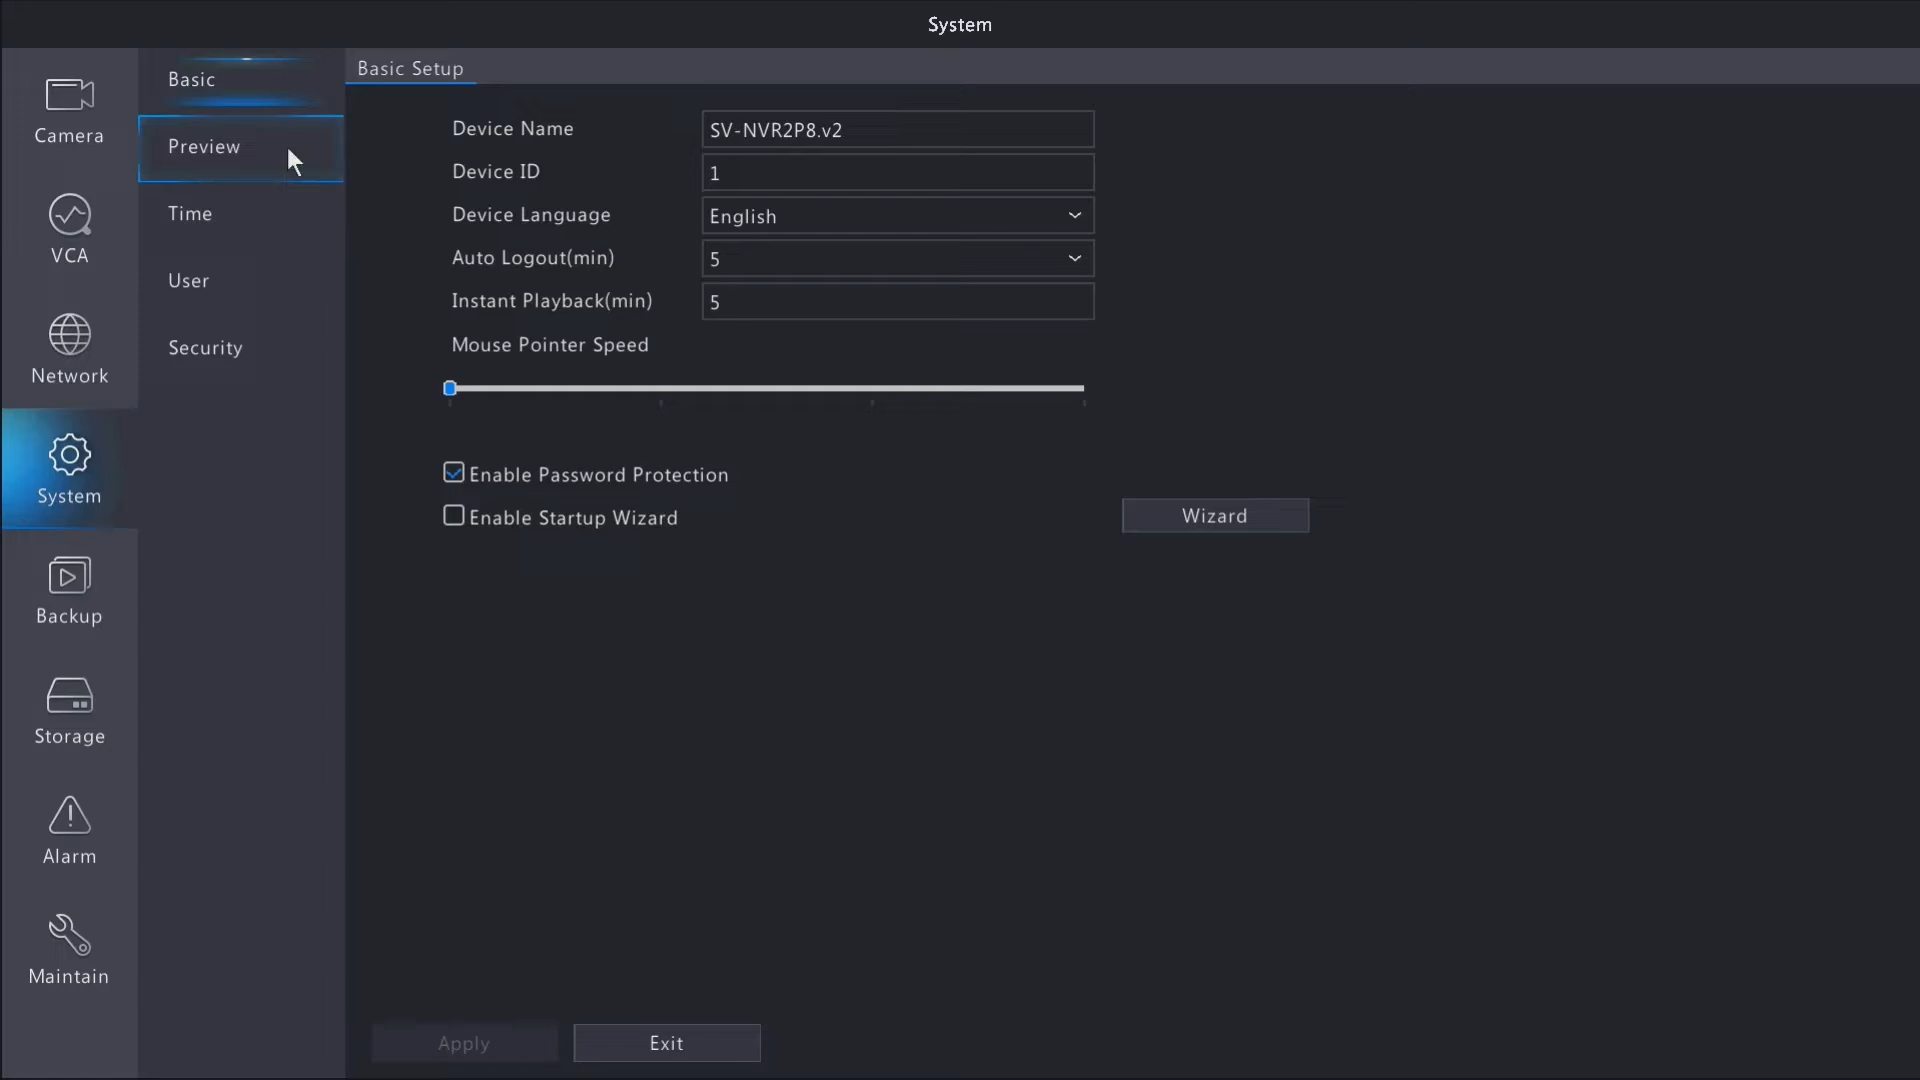 System
Camera
VCA
Network
System
Backup
Storage
Alarm
Maintain
Basic
Preview
Time
User
Security
Basic Setup
Device Name SV-NVR2P8.v2
Device ID 1
Device Language English
Auto Logout(min) 5
Instant Playback(min) 5
Mouse Pointer Speed
Enable Password Protection
Enable Startup Wizard Wizard
Apply Exit